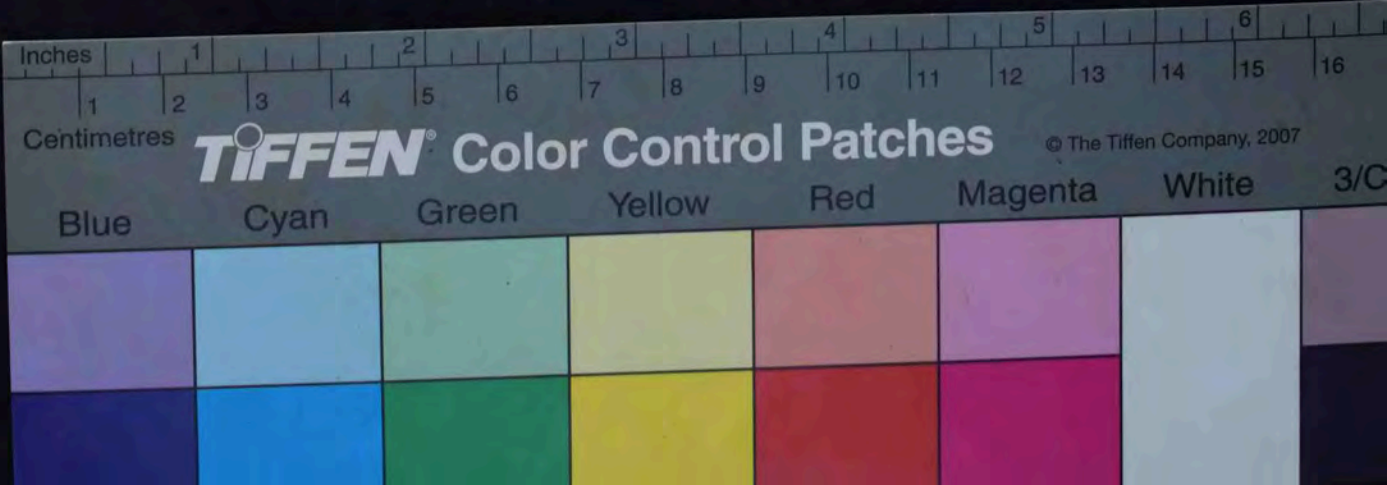 Inches 1 2 3 4 5 6
1 2 3 4 5 6 7 8 9 10 11 12 13 14 15 16
Centimetres
TIFFEN® Color Control Patches © The Tiffen Company, 2007
Blue Cyan Green Yellow Red Magenta White 3/C